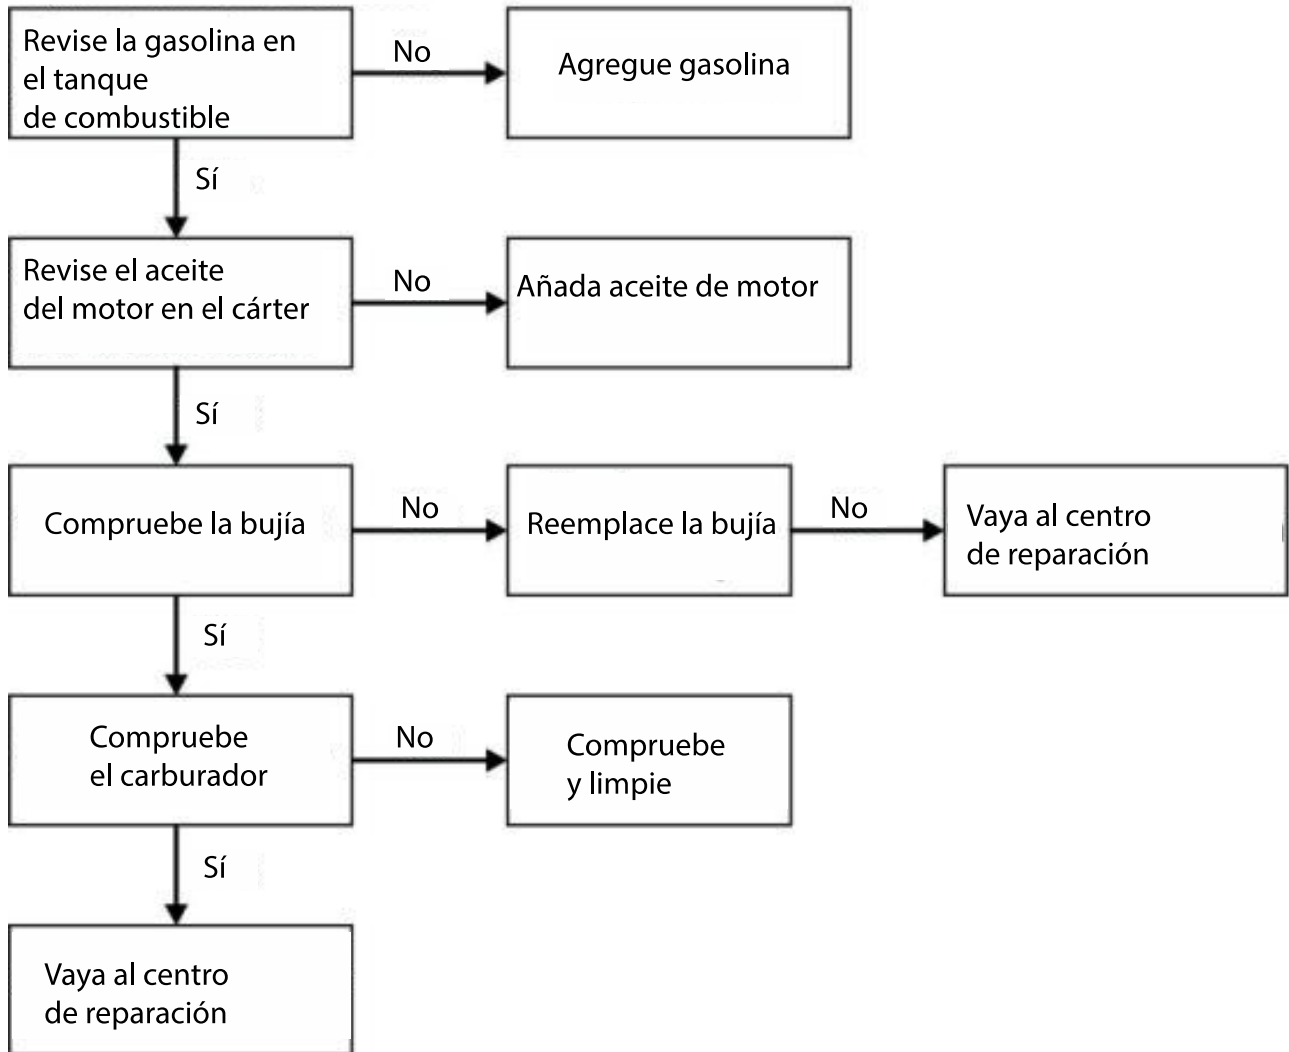 Revise la gasolina en
el tanque
de combustible
No
Agregue gasolina
Sí
Revise el aceite
del motor en el cárter
No
Añada aceite de motor
Sí
Compruebe la bujía
No
Reemplace la bujía
No
Vaya al centro
de reparación
Sí
Compruebe
el carburador
No
Compruebe
y limpie
Sí
Vaya al centro
de reparación